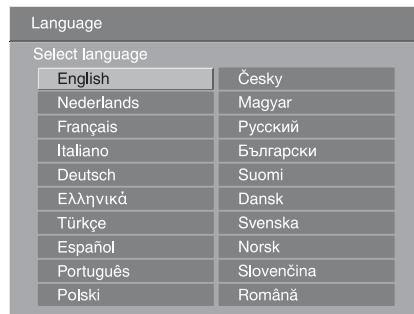 Language
Select language
English
Nederlands
Français
Italiano
Deutsch
Ελληνικά
Türkçe
Español
Português
Polski
Česky
Magyar
Русский
Български
Suomi
Dansk
Svenska
Norsk
Slovenčina
Română